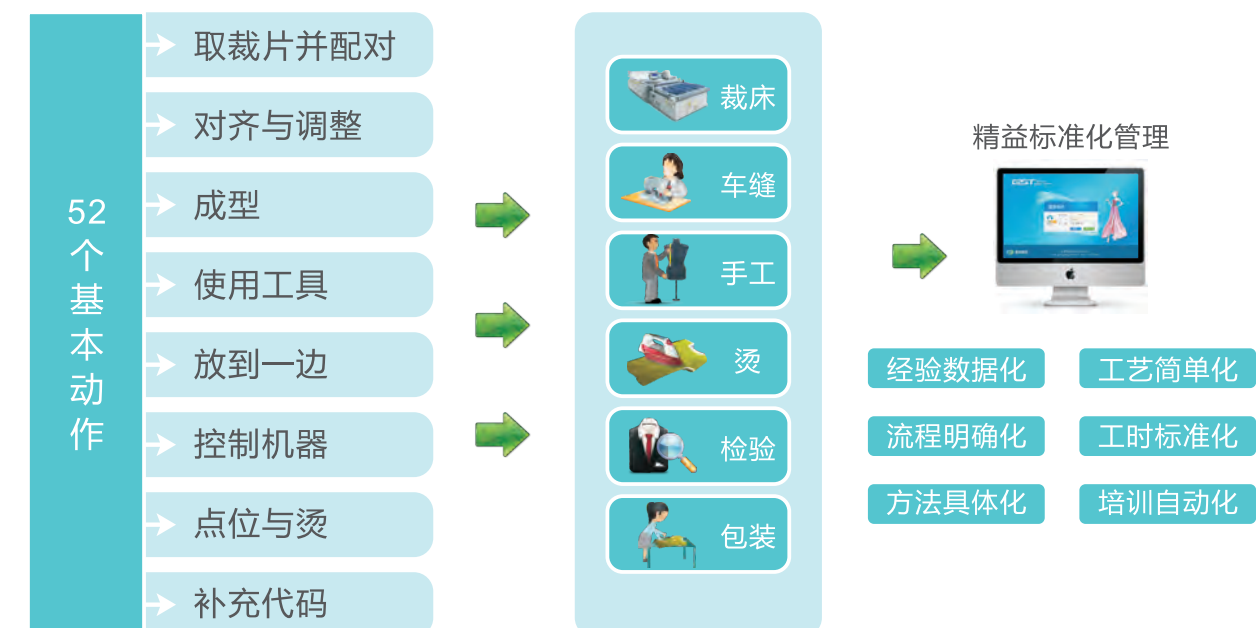 52
个
基
本
动
作
取裁片并配对
对齐与调整
成型
使用工具
放到一边
控制机器
点位与烫
补充代码
裁床
车缝
手工
烫
检验
包装
精益标准化管理
GST
经验数据化
工艺简单化
流程明确化
工时标准化
方法具体化
培训自动化